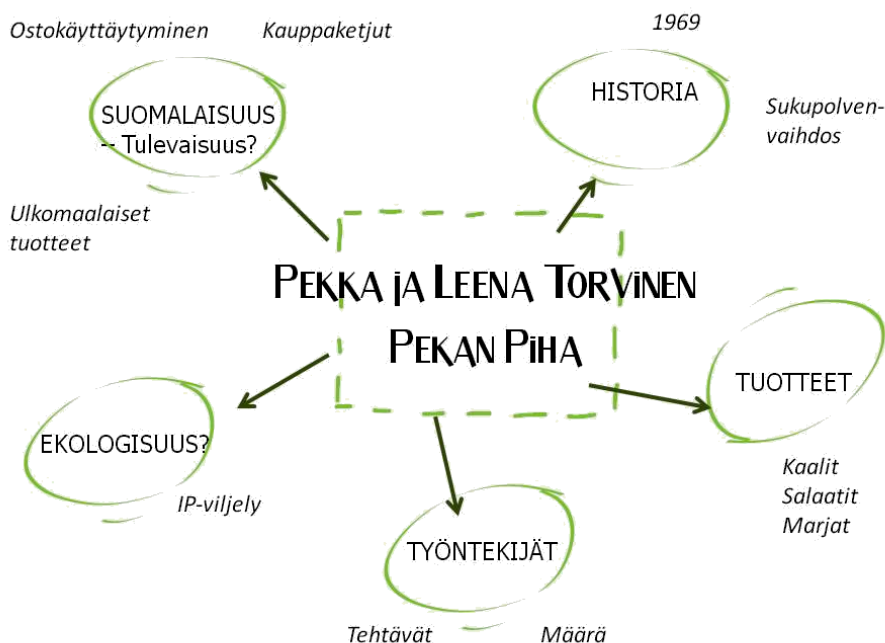 Ostokäyttäytyminen
Kauppaketjut
SUOMALAISUUS
– Tulevaisuus?
Ulkomaalaiset
tuotteet
1969
HISTORIA
Sukupolven-
vaihdos
PEKKA JA LEENA TORVINEN
PEKAN PIHA
TUOTTEET
Kaalit
Salaatit
Marjat
EKOLOGISUUS?
IP-viljely
TYÖNTEKIJÄT
Tehtävät
Määrä